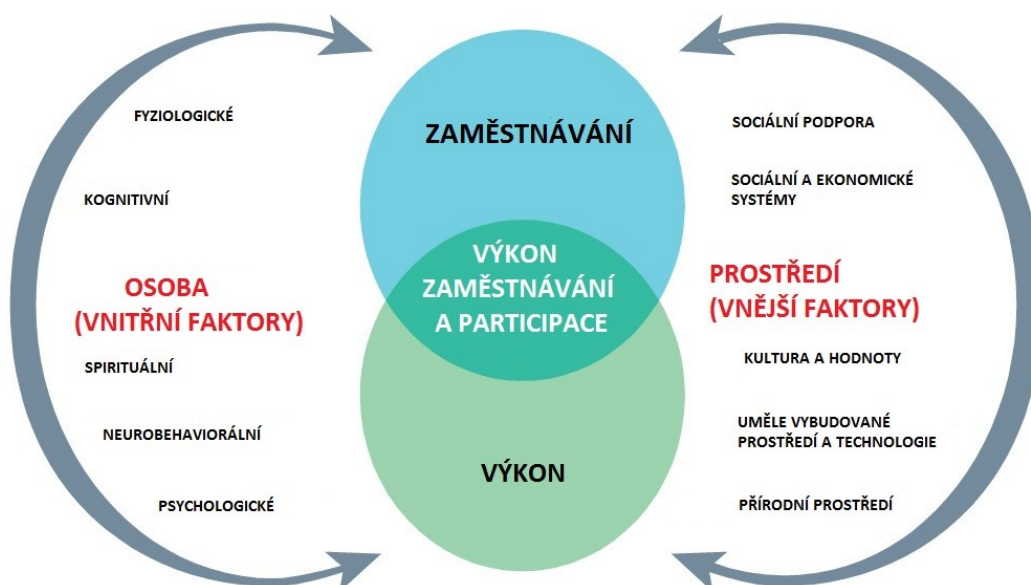 FYZIOLOGICKÉ
KOGNITIVNÍ
OSOBA
(VNITŘNÍ FAKTORY)
SPIRITUÁLNÍ
NEUROBEHAVIORÁLNÍ
PSYCHOLOGICKÉ
ZAMĚSTNÁVÁNÍ
VÝKON
ZAMĚSTNÁVÁNÍ
A PARTICIPACE
VÝKON
SOCIÁLNÍ PODPORA
SOCIÁLNÍ A EKONOMICKÉ
SYSTÉMY
PROSTŘEDÍ
(VNĚJŠÍ FAKTORY)
KULTURA A HODNOTY
UMĚLE VYBUDOVANÉ
PROSTŘEDÍ A TECHNOLOGIE
PŘÍRODNÍ PROSTŘEDÍ